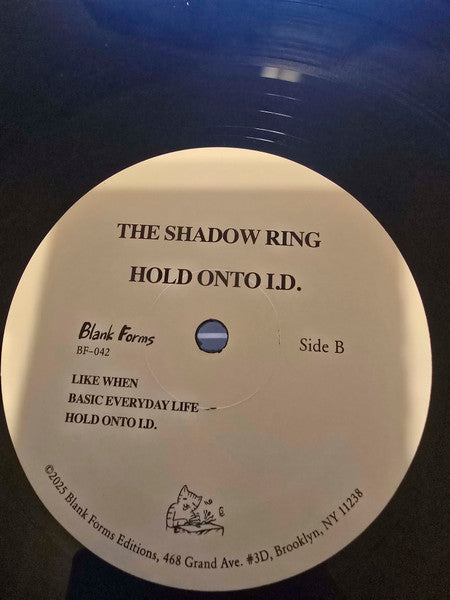 THE SHADOW RING
HOLD ONTO I.D.
Blank Forms
BF-042
Side B
LIKE WHEN
BASIC EVERYDAY LIFE
HOLD ONTO I.D.
©2025 Blank Forms Editions, 468 Grand Ave. #3D, Brooklyn, NY 11238